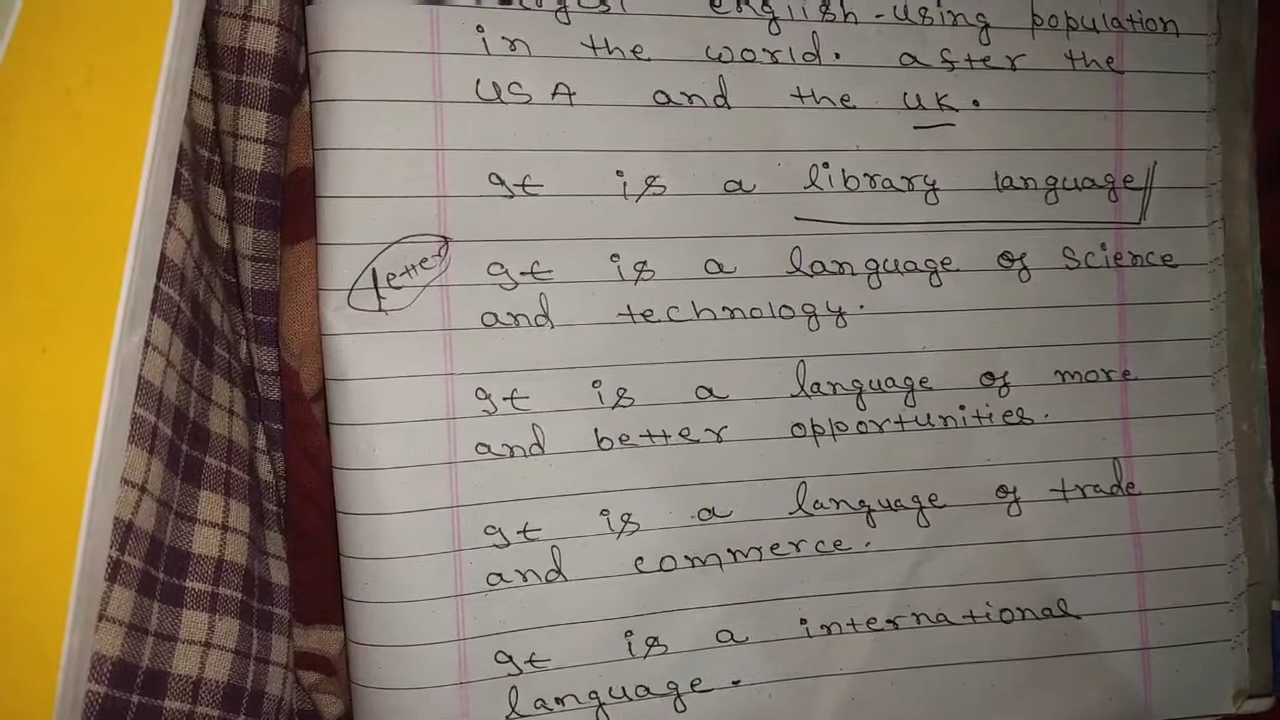 english-using population
in the world. after the
USA and the UK.
It is a library language
letter
It is a language of science
and technology.
It is a language of more
and better opportunities.
It is a language of trade
and commerce.
It is a international
language.